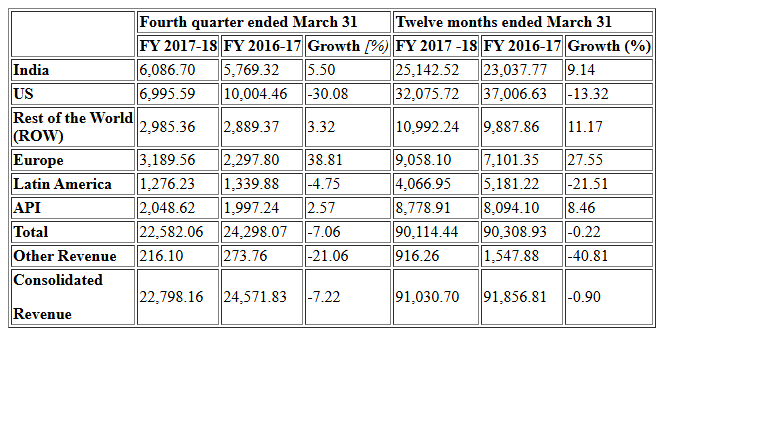 Fourth quarter ended March 31 Twelve months ended March 31
FY 2017-18 FY 2016-17 Growth [%) FY 2017 -18 FY 2016-17 Growth (%)
India 6,086.70 5,769.32 5.50 25,142.52 23,037.77 9.14
US 6,995.59 10,004.46 -30.08 32,075.72 37,006.63 -13.32
Rest of the World
(ROW) 2,985.36 2,889.37 3.32 10,992.24 9,887.86 11.17
Europe 3,189.56 2,297.80 38.81 9,058.10 7,101.35 27.55
Latin America 1,276.23 1,339.88 -4.75 4,066.95 5,181.22 -21.51
API 2,048.62 1,997.24 2.57 8,778.91 8,094.10 8.46
Total 22,582.06 24,298.07 -7.06 90,114.44 90,308.93 -0.22
Other Revenue 216.10 273.76 -21.06 916.26 1,547.88 -40.81
Consolidated
Revenue 22,798.16 24,571.83 -7.22 91,030.70 91,856.81 -0.90